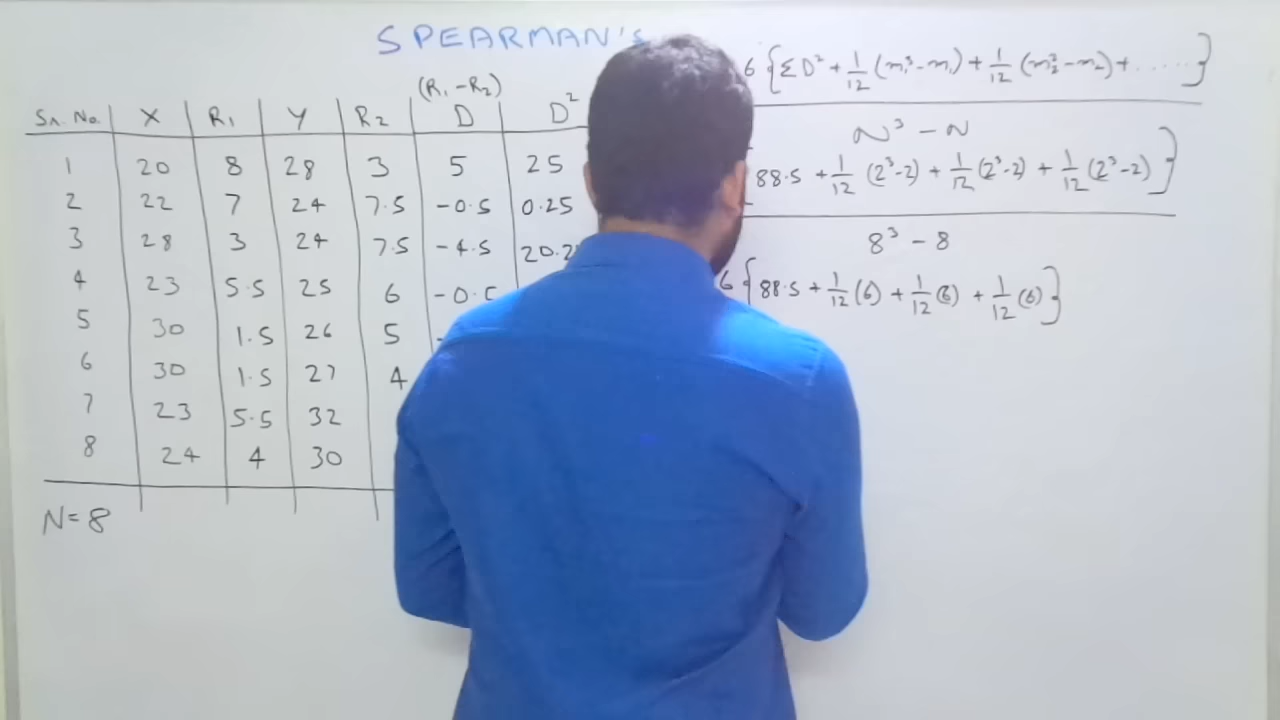 SPEARMAN's
6 {ΣD² + 1/12 (m₁³ - m₁) + 1/12 (m₂³ - m₂) + ......}
N³ - N
88.5 + 1/12 (2³-2) + 1/12 (2³-2) + 1/12 (2³-2)}
8³ - 8
6 {88.5 + 1/12 (6) + 1/12 (6) + 1/12 (6)}
(R₁ - R₂)
Sr. No. X R₁ Y R₂ D D²
1 20 8 28 3 5 25
2 22 7 24 7.5 -0.5 0.25
3 28 3 24 7.5 -4.5 20.2
4 23 5.5 25 6 -0.5
5 30 1.5 26 5 -
6 30 1.5 27 4
7 23 5.5 32
8 24 4 30
N = 8